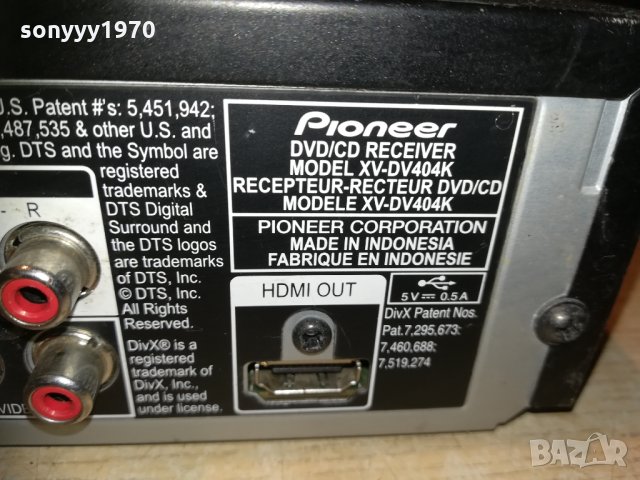 sonyyy1970
U.S. Patent #'s: 5,451,942;
,487,535 & other U.S. and
g. DTS and the Symbol are
registered
trademarks &
DTS Digital
Surround and
the DTS logos
are trademarks
of DTS, Inc.
© DTS, Inc.
All Rights
Reserved.
- R
DivX® is a
registered
trademark of
DivX, Inc.,
and is used
under license.
VIDE
Pioneer
DVD/CD RECEIVER
MODEL XV-DV404K
RECEPTEUR-RECTEUR DVD/CD
MODELE XV-DV404K
PIONEER CORPORATION
MADE IN INDONESIA
FABRIQUE EN INDONESIE
HDMI OUT
5V 0.5A
DivX Patent Nos.
Pat.7,295,673;
7,460,688;
7,519.274
BAZAR